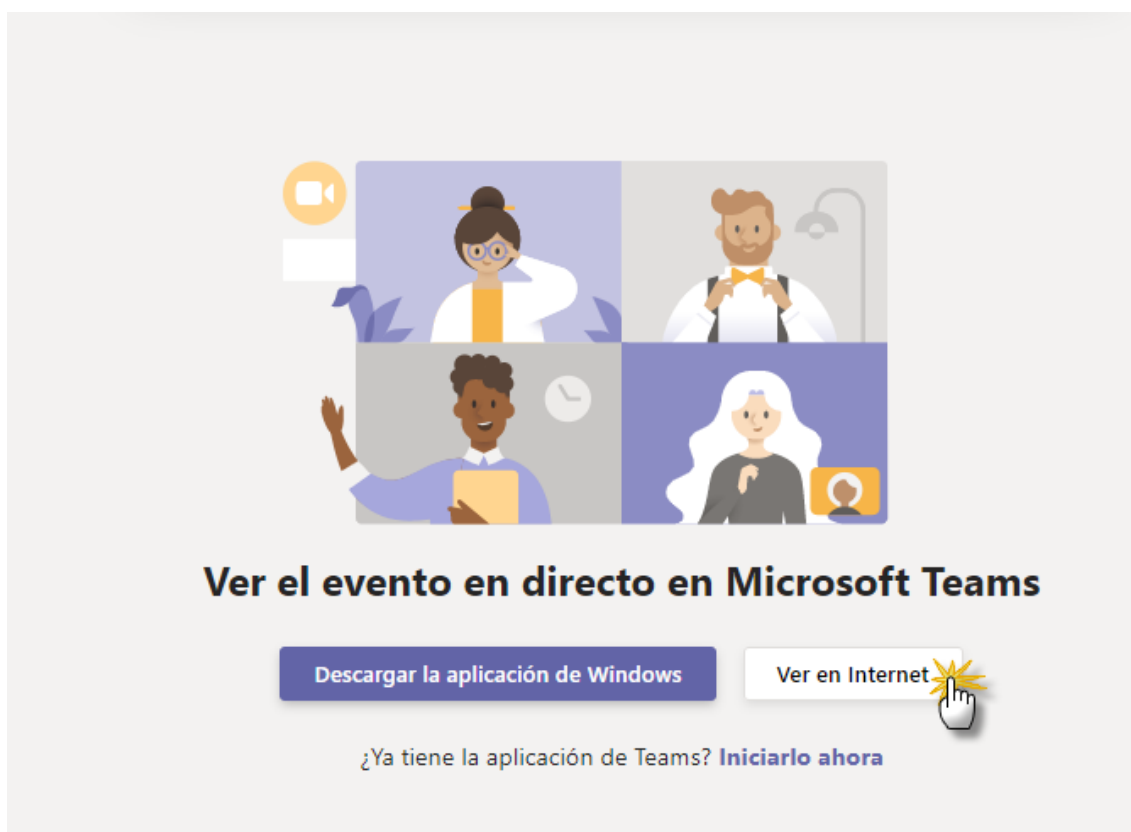 Ver el evento en directo en Microsoft Teams
Descargar la aplicación de Windows
Ver en Internet
¿Ya tiene la aplicación de Teams? Iniciarlo ahora